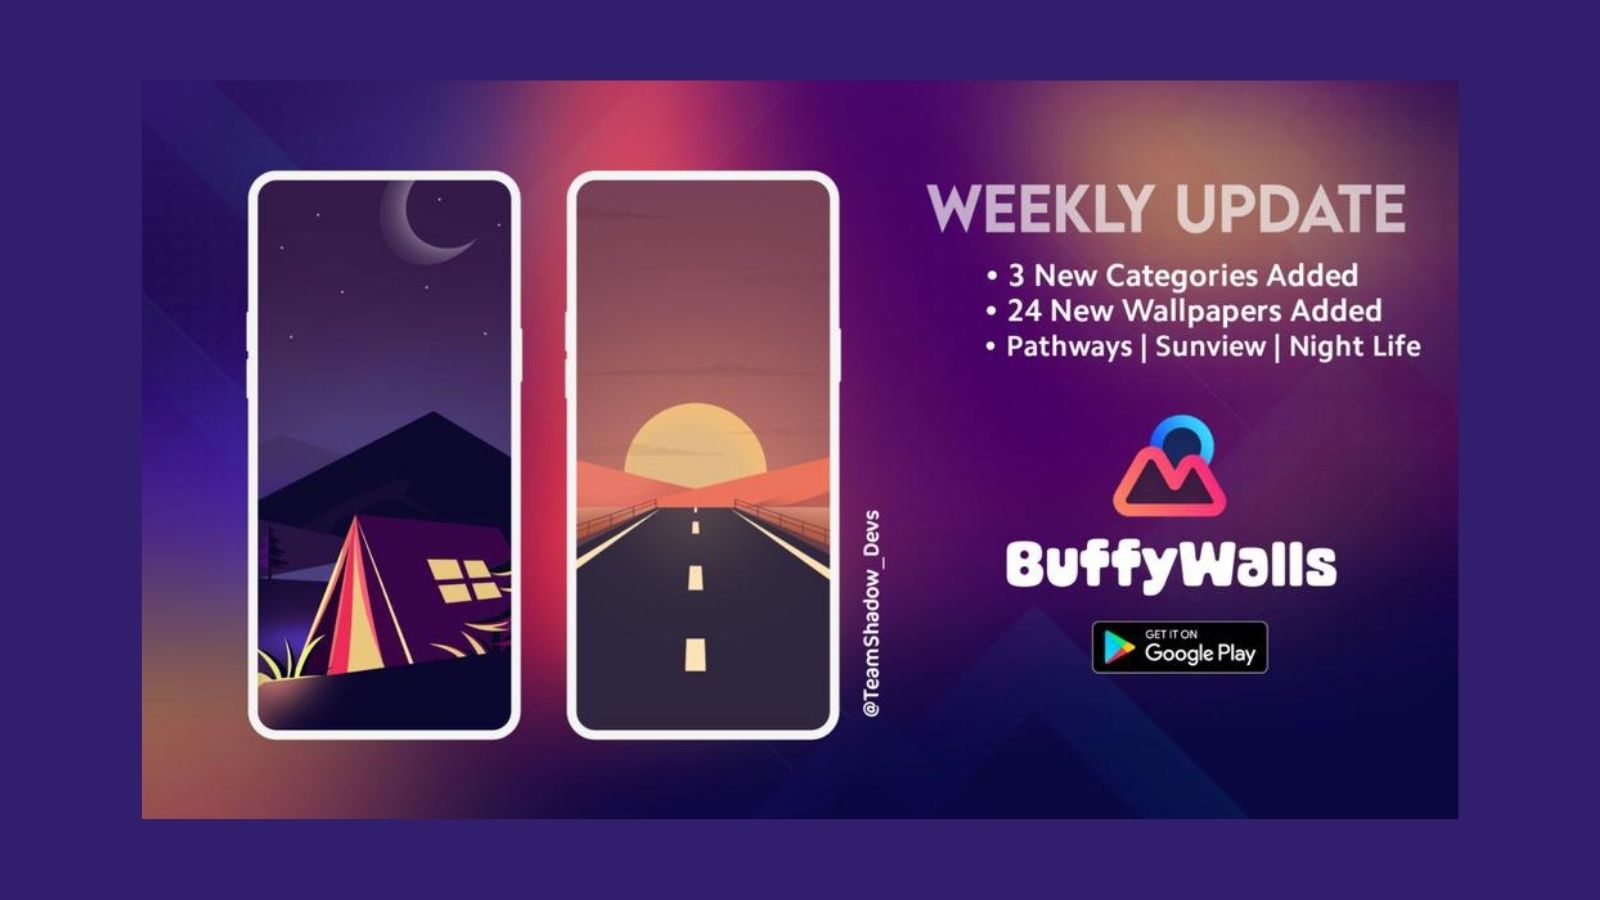 WEEKLY UPDATE
• 3 New Categories Added
• 24 New Wallpapers Added
• Pathways | Sunview | Night Life
@TeamShadow_Devs
BuffyWalls
GET IT ON
Google Play